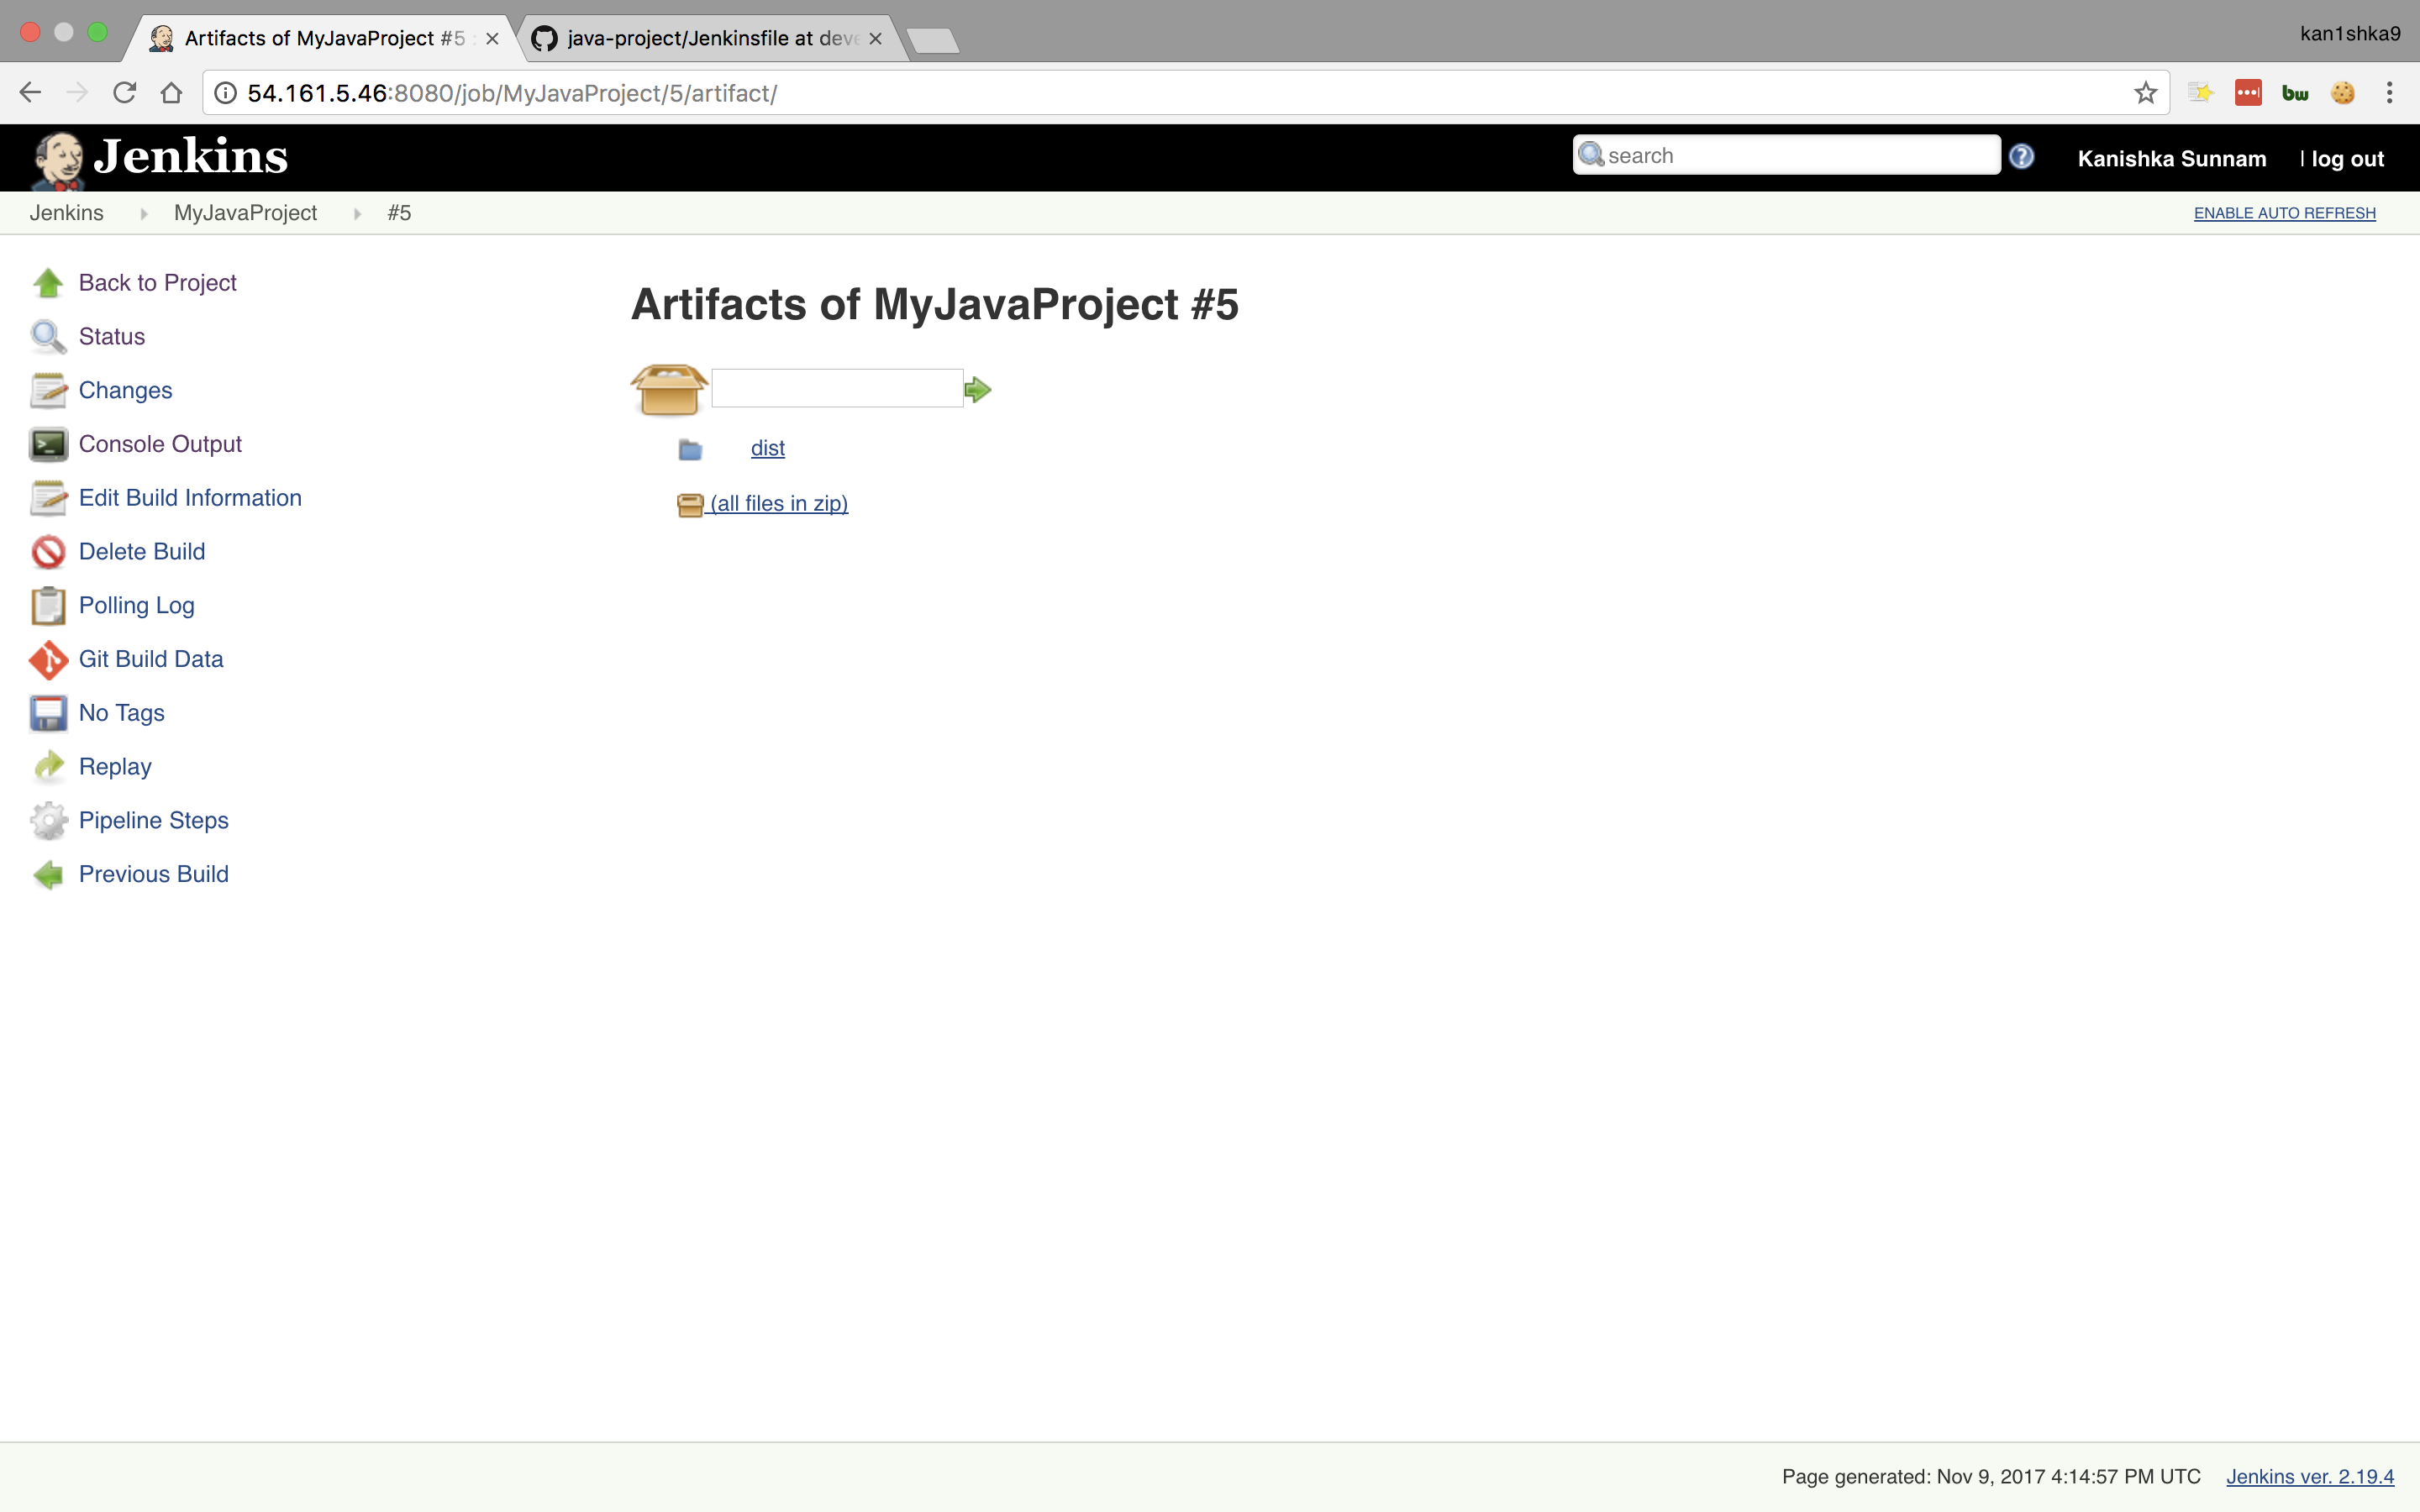 Artifacts of MyJavaProject #5
java-project/Jenkinsfile at deve
kan1shka9
54.161.5.46:8080/job/MyJavaProject/5/artifact/
bw
Jenkins
search
Kanishka Sunnam
| log out
Jenkins
MyJavaProject
#5
ENABLE AUTO REFRESH
Back to Project
Status
Changes
Console Output
Edit Build Information
Delete Build
Polling Log
Git Build Data
No Tags
Replay
Pipeline Steps
Previous Build
Artifacts of MyJavaProject #5
dist
(all files in zip)
Page generated: Nov 9, 2017 4:14:57 PM UTC
Jenkins ver. 2.19.4